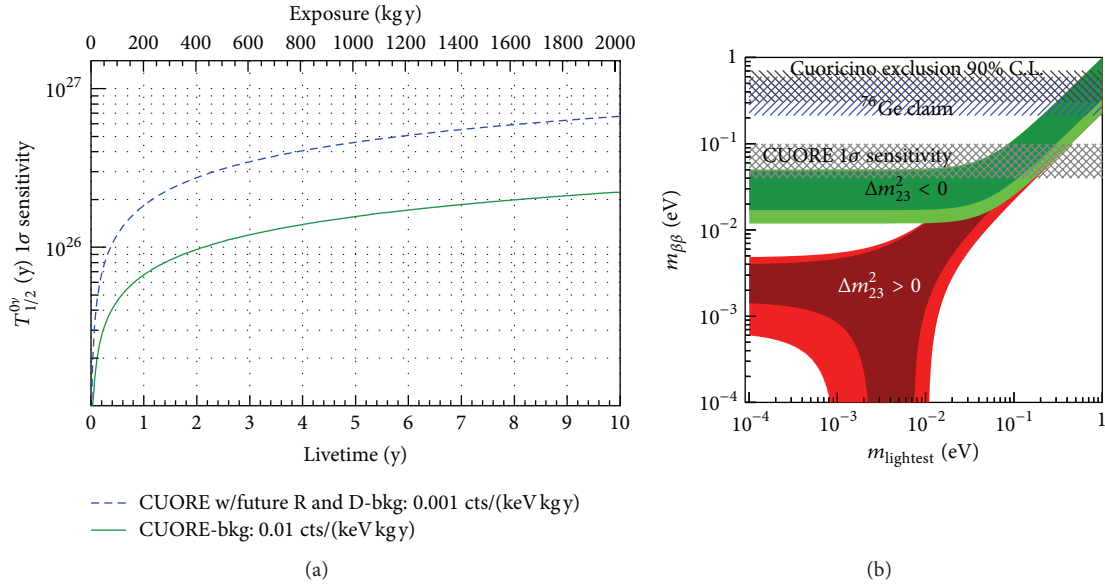 Exposure (kg y)
0 200 400 600 800 1000 1200 1400 1600 1800 2000
10^27
10^26
T^{0ν}_{1/2} (y) 1σ sensitivity
0 1 2 3 4 5 6 7 8 9 10
Livetime (y)
CUORE w/future R and D-bkg: 0.001 cts/(keV kg y)
CUORE-bkg: 0.01 cts/(keV kg y)
(a)
1
Cuoricino exclusion 90% C.L.
^76Ge claim
10^−1
CUORE 1σ sensitivity
Δm^2_23 < 0
10^−2
Δm^2_23 > 0
10^−3
10^−4
m_ββ (eV)
10^−4 10^−3 10^−2 10^−1 1
m_lightest (eV)
(b)